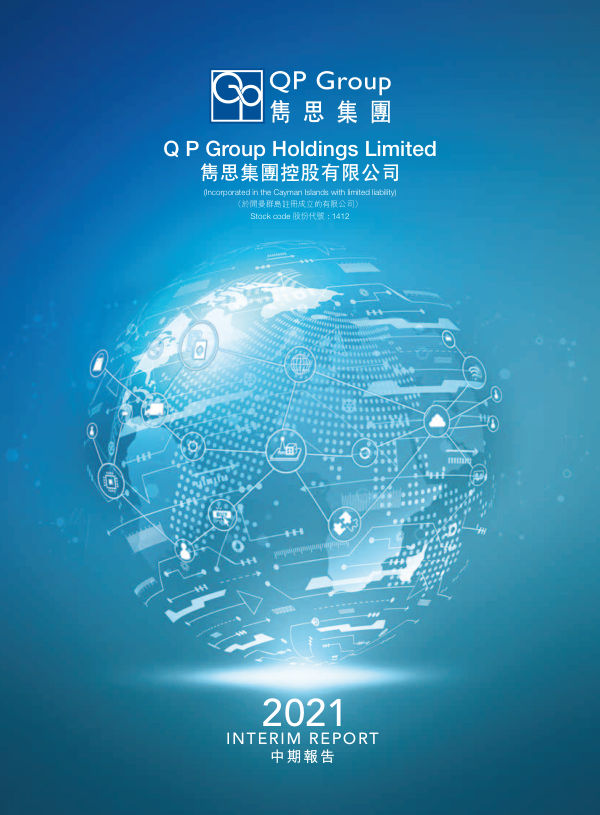 QP Group
雋思集團
Q P Group Holdings Limited
雋思集團控股有限公司
(Incorporated in the Cayman Islands with limited liability)
（於開曼群島註冊成立的有限公司）
Stock code 股份代號 : 1412
2021
INTERIM REPORT
中期報告